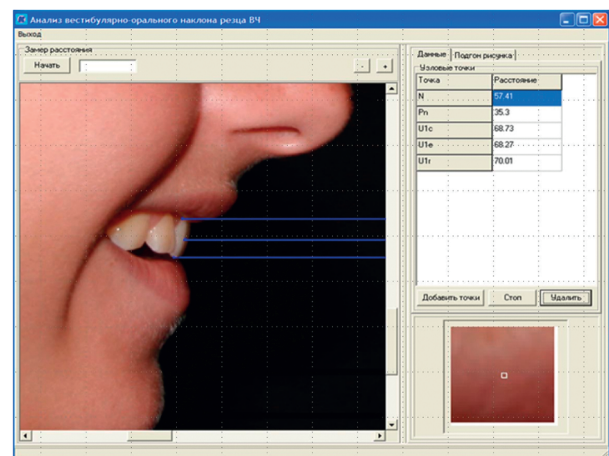 Анализ вестибулярно-орального наклона резца ВЧ
Выход
Замер расстояния
Начать
- +
Данные Подгон рисунка
Узловые точки
Точка Расстояние
N 57.41
Pn 35.3
U1c 68.73
U1e 68.27
U1r 70.01
Добавить точки Стоп Удалить